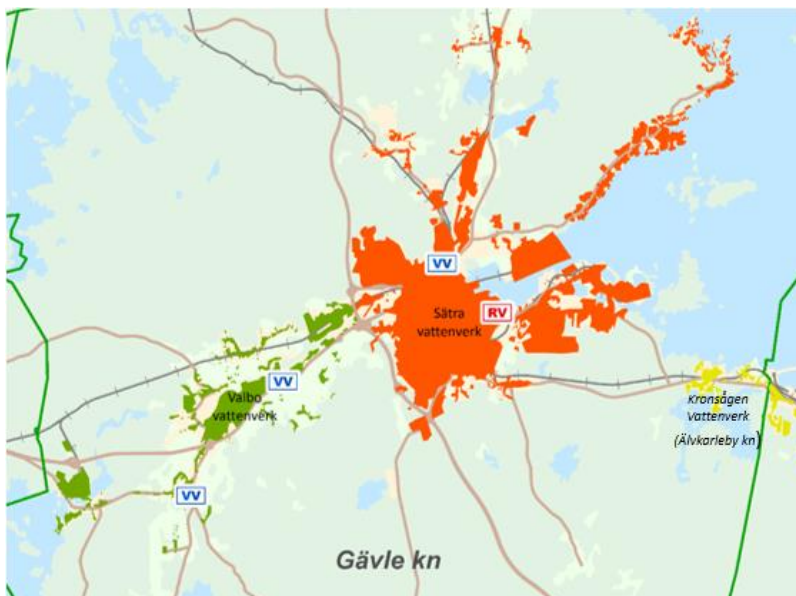 VV
Sätra
vattenverk
RV
VV
Valbo
vattenverk
Kronsågen
Vattenverk
(Älvkarleby kn)
VV
Gävle kn